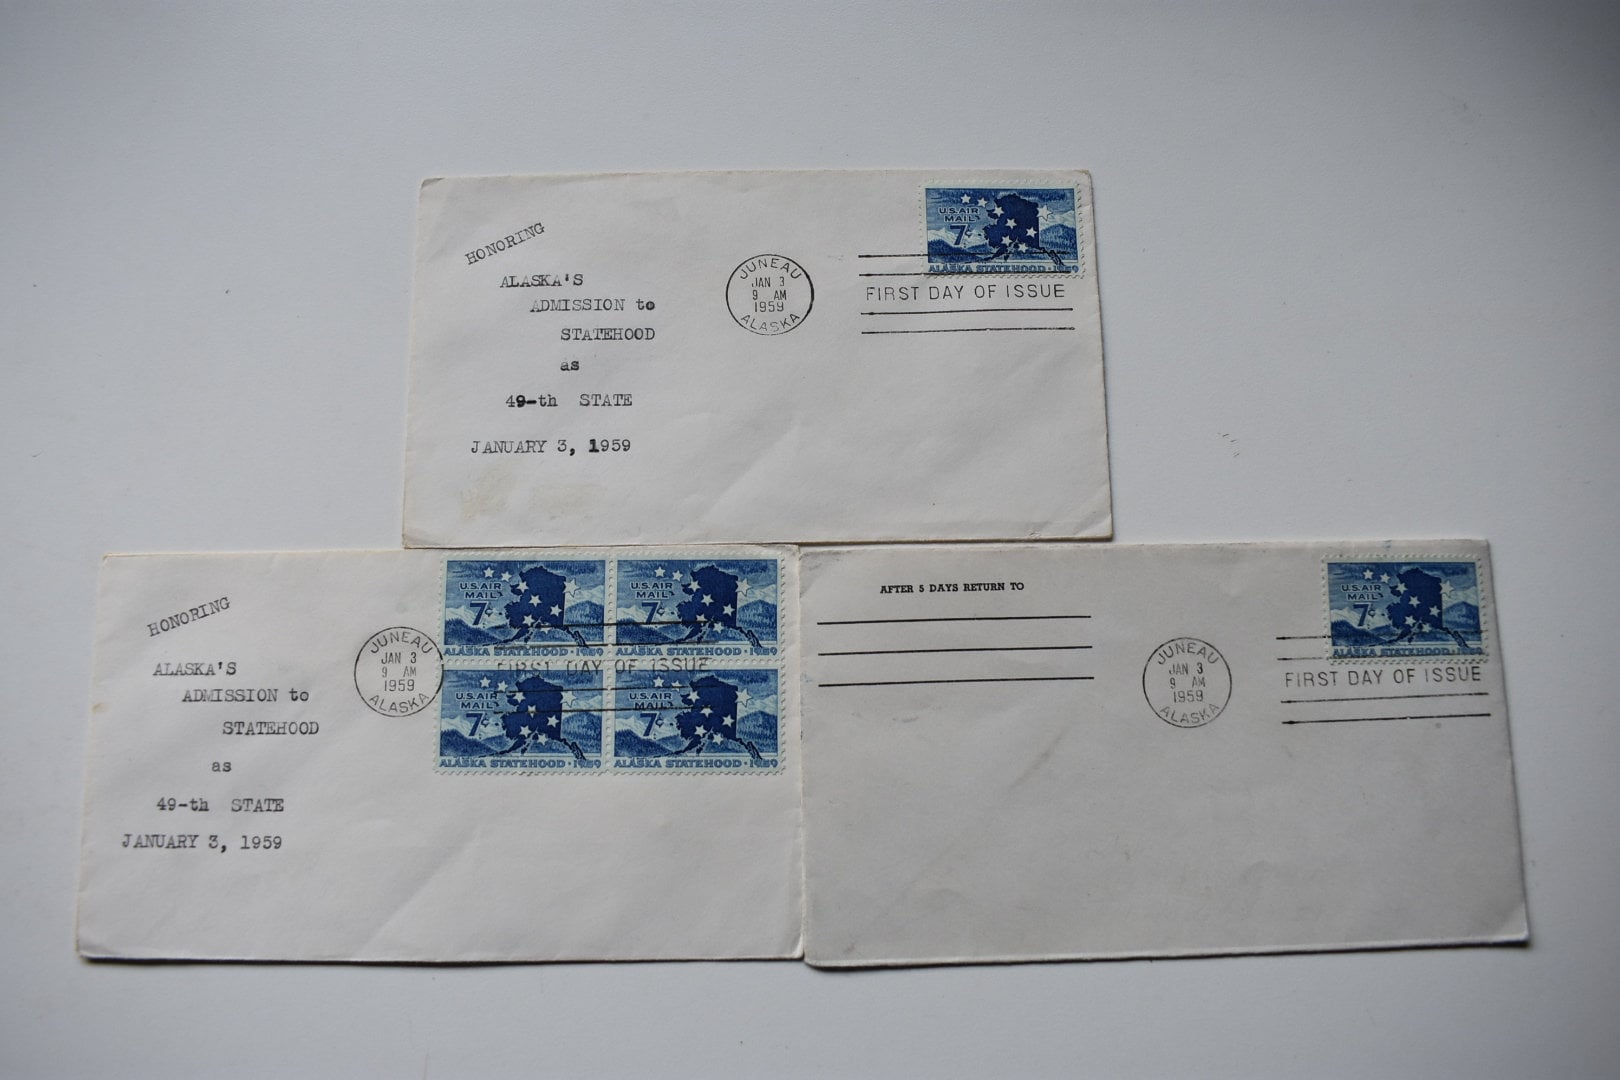 HONORING
ALASKA'S
ADMISSION to
STATEHOOD
as
49-th STATE
JANUARY 3, 1959
JUNEAU
JAN 3
9 AM
1959
ALASKA
U.S. AIR
MAIL
7¢
ALASKA STATEHOOD · 1959
FIRST DAY OF ISSUE
HONORING
ALASKA'S
ADMISSION to
STATEHOOD
as
49-th STATE
JANUARY 3, 1959
JUNEAU
JAN 3
9 AM
1959
ALASKA
U.S. AIR
MAIL
7¢
ALASKA STATEHOOD · 1959
U.S. AIR
MAIL
7¢
ALASKA STATEHOOD · 1959
FIRST DAY OF ISSUE
U.S. AIR
MAIL
7¢
ALASKA STATEHOOD · 1959
U.S. AIR
MAIL
7¢
ALASKA STATEHOOD · 1959
AFTER 5 DAYS RETURN TO
JUNEAU
JAN 3
9 AM
1959
ALASKA
U.S. AIR
MAIL
7¢
ALASKA STATEHOOD · 1959
FIRST DAY OF ISSUE